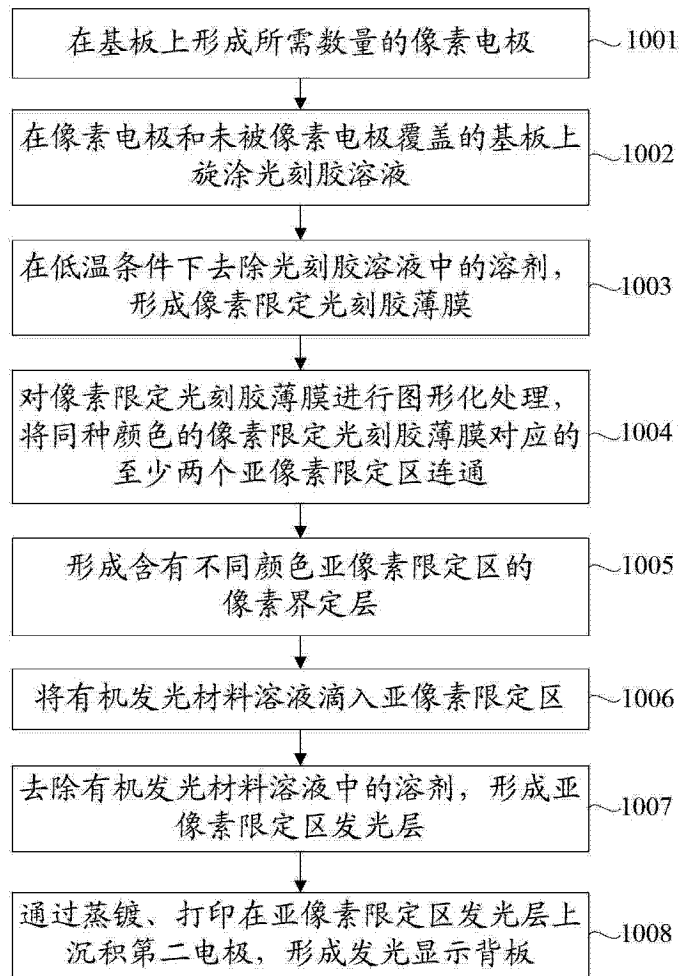 在基板上形成所需数量的像素电极
1001
在像素电极和未被像素电极覆盖的基板上
旋涂光刻胶溶液
1002
在低温条件下去除光刻胶溶液中的溶剂，
形成像素限定光刻胶薄膜
1003
对像素限定光刻胶薄膜进行图形化处理，
将同种颜色的像素限定光刻胶薄膜对应的
至少两个亚像素限定区连通
1004
形成含有不同颜色亚像素限定区的
像素界定层
1005
将有机发光材料溶液滴入亚像素限定区
1006
去除有机发光材料溶液中的溶剂，形成亚
像素限定区发光层
1007
通过蒸镀、打印在亚像素限定区发光层上
沉积第二电极，形成发光显示背板
1008